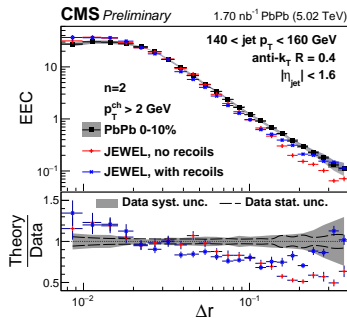 CMS Preliminary 1.70 nb⁻¹ PbPb (5.02 TeV)
140 < jet p_T < 160 GeV
anti-k_T R = 0.4
|η_jet| < 1.6
n=2
p_T^ch > 2 GeV
PbPb 0-10%
JEWEL, no recoils
JEWEL, with recoils
EEC
10
1
10⁻¹
Data syst. unc. Data stat. unc.
Theory
Data
1.5
1
0.5
10⁻² 10⁻¹
Δr